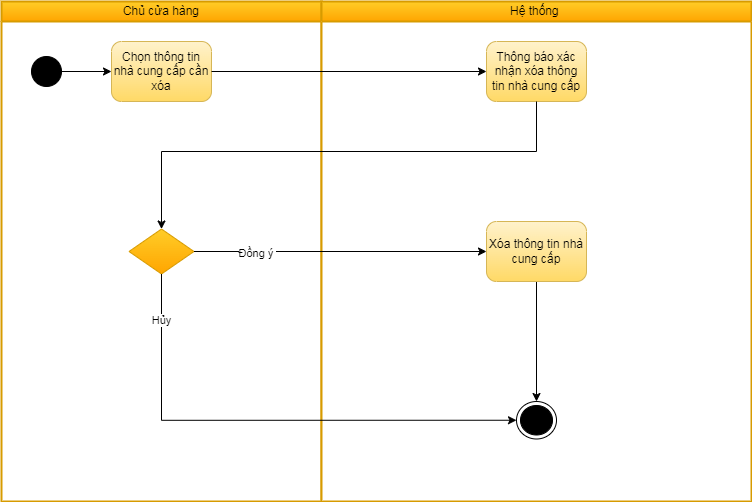 Chủ cửa hàng
Hệ thống
Chọn thông tin
nhà cung cấp cần
xóa
Thông báo xác
nhận xóa thông
tin nhà cung cấp
Đồng ý
Xóa thông tin nhà
cung cấp
Hủy